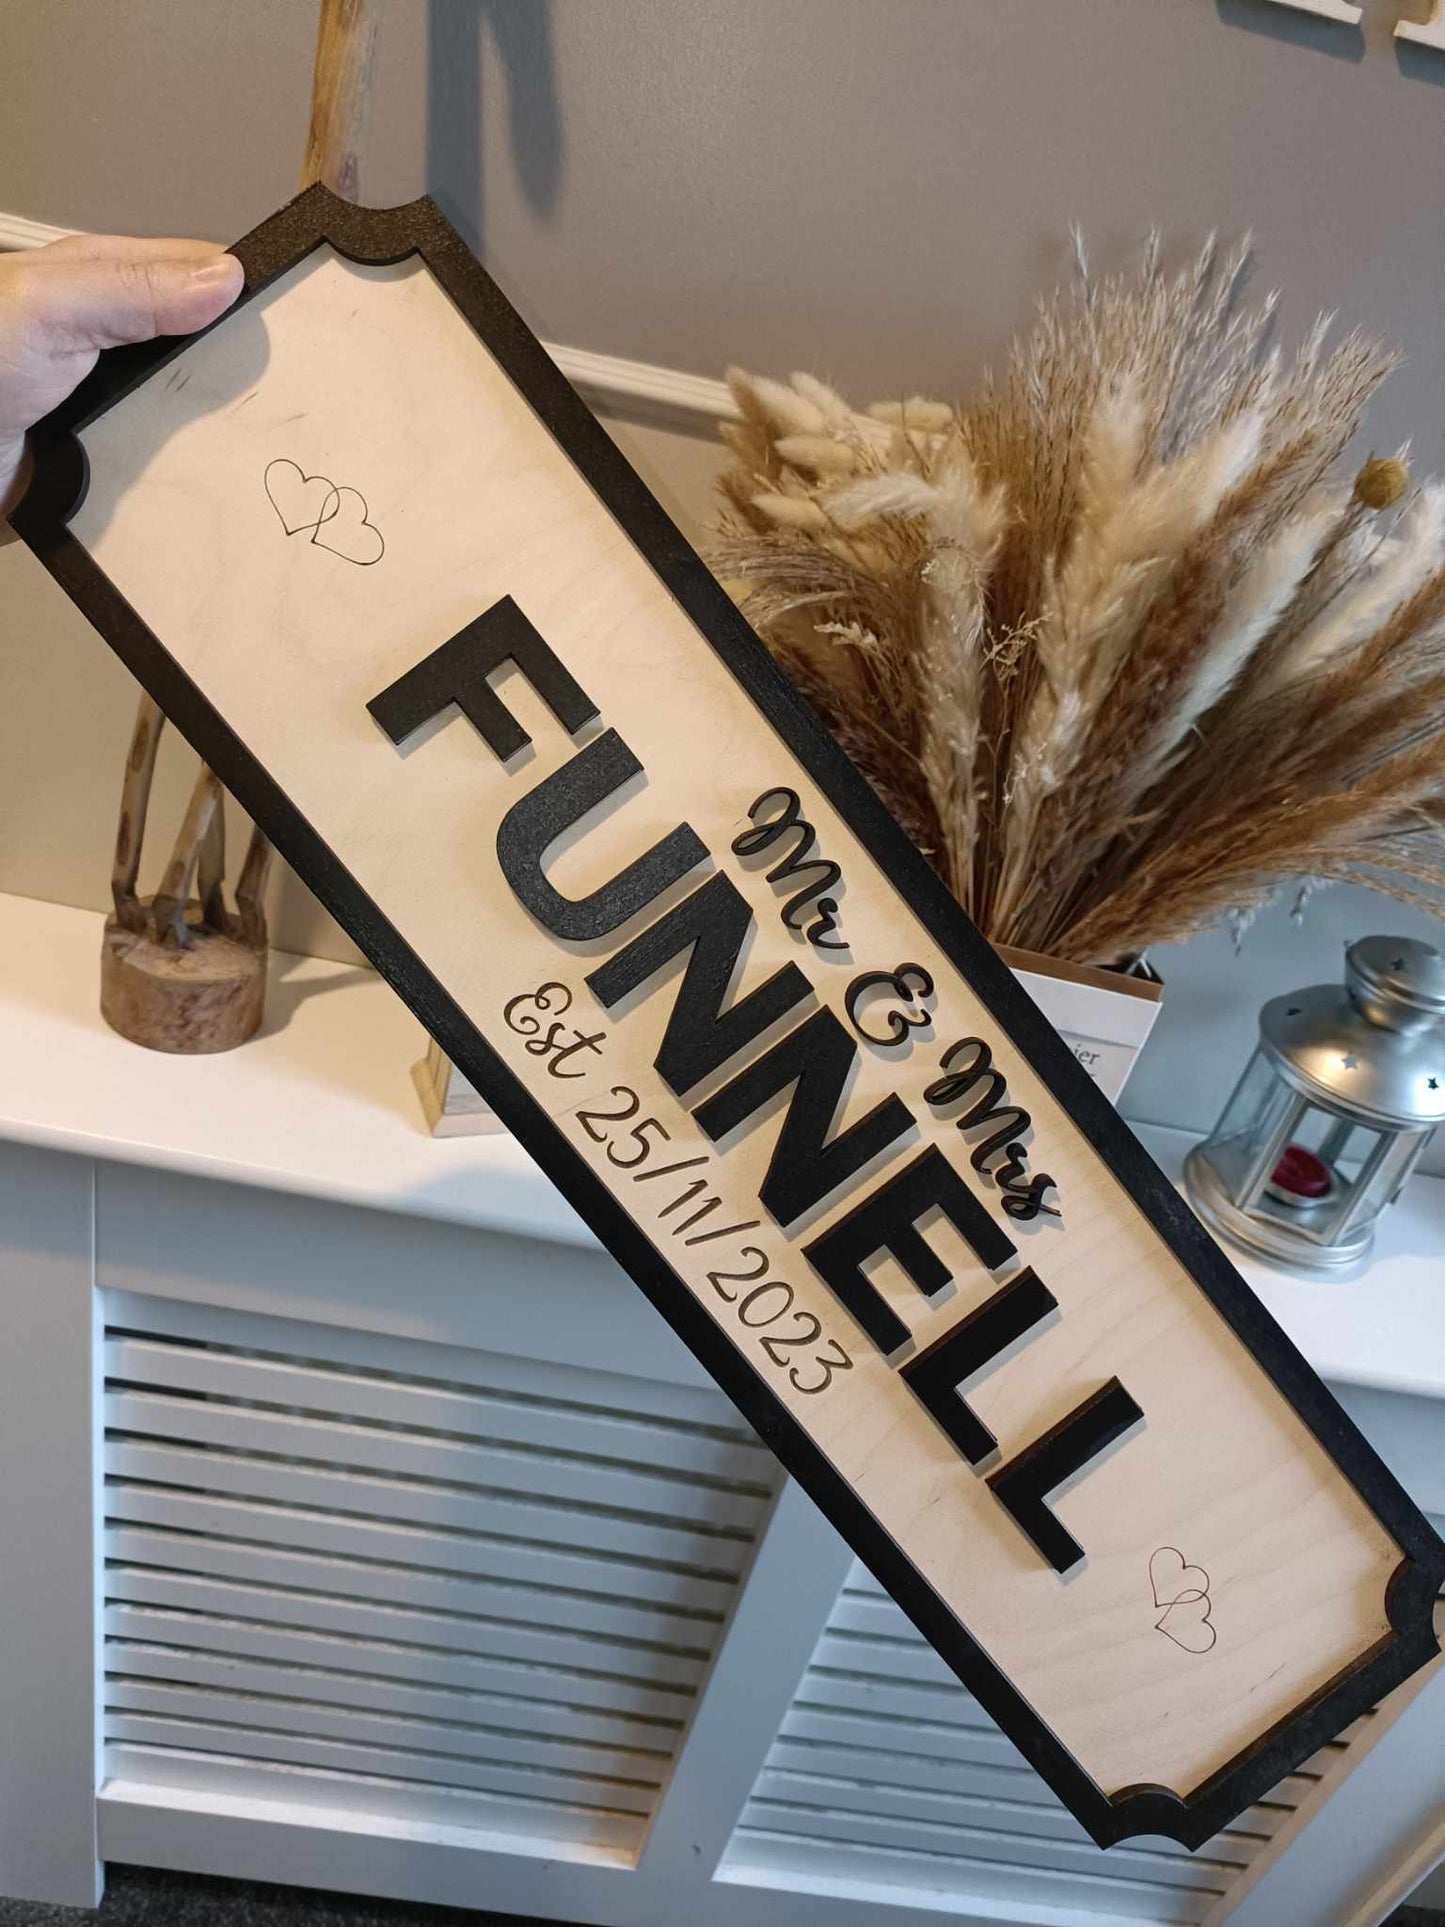 Mr & Mrs
FUNNELL
Est 25/11/2023